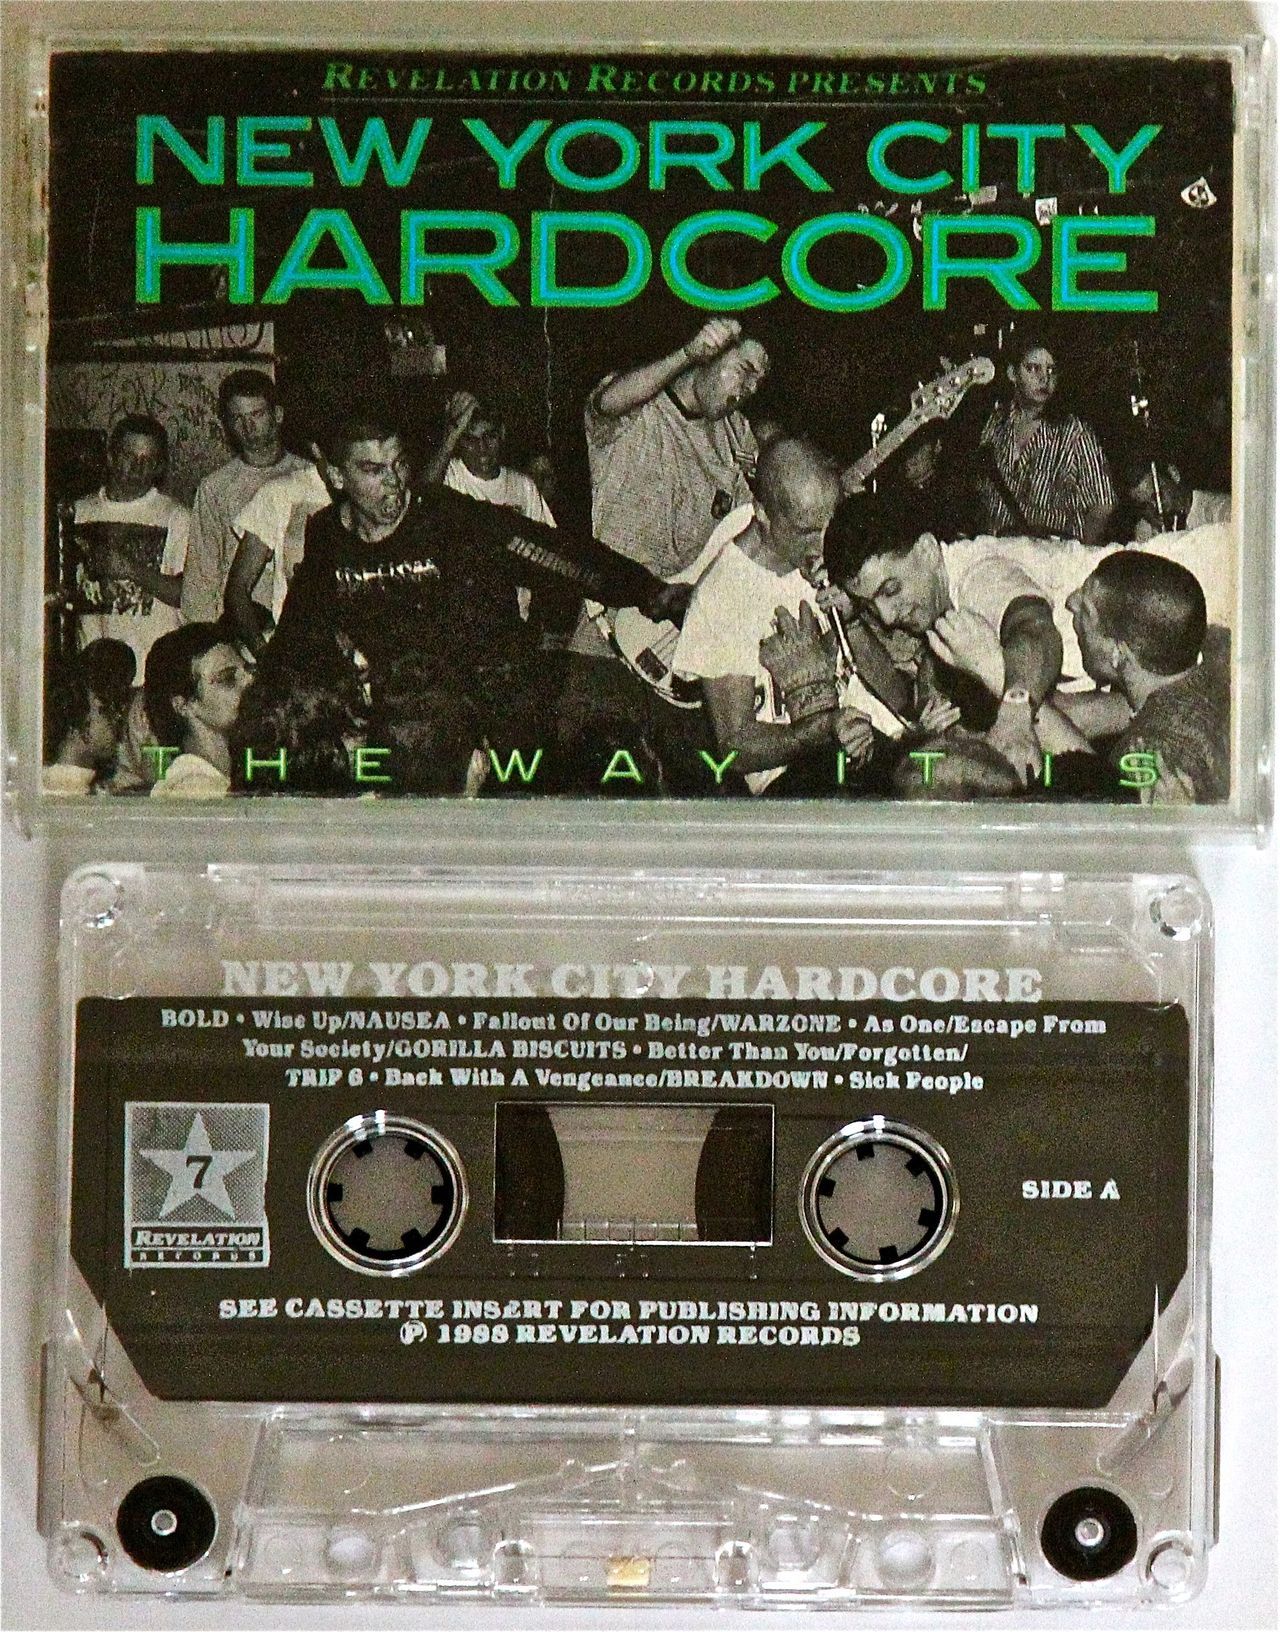 REVELATION RECORDS PRESENTS
NEW YORK CITY
HARDCORE
THE WAY IT IS
NEW YORK CITY HARDCORE
BOLD • Wise Up/NAUSEA • Fallout Of Our Being/WARZONE • As One/Escape From
Your Society/GORILLA BISCUITS • Better Than You/Forgotten/
TRIP 6 • Back With A Vengeance/BREAKDOWN • Sick People
7
REVELATION
RECORDS
SIDE A
SEE CASSETTE INSERT FOR PUBLISHING INFORMATION
℗ 1988 REVELATION RECORDS